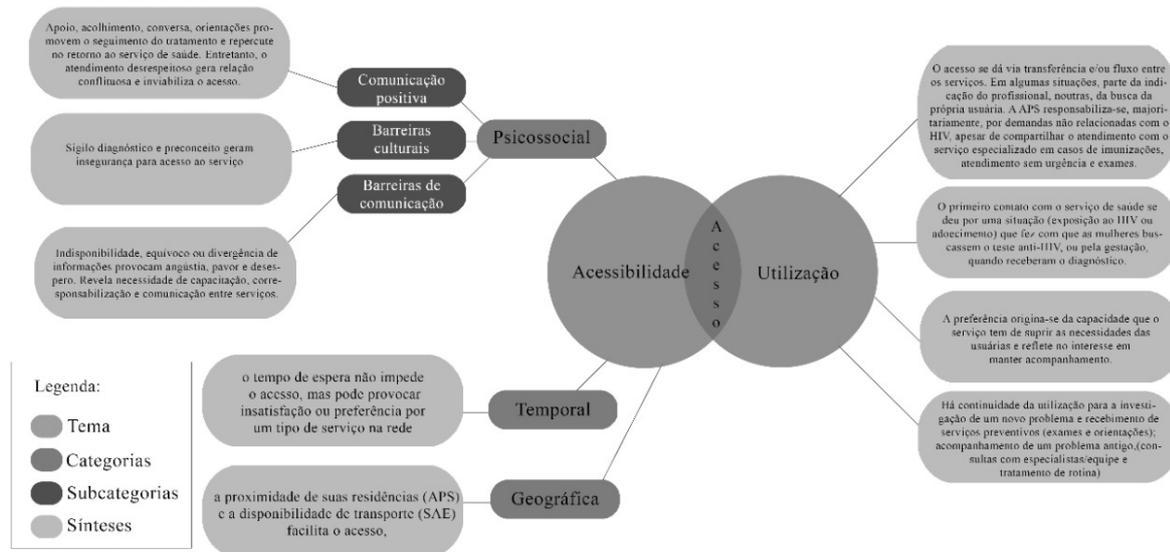 Apoio, acolhimento, conversa, orientações pro-
movem o seguimento do tratamento e repercute
no retorno ao serviço de saúde. Entretanto, o
atendimento desrespeitoso gera relação
conflituosa e inviabiliza o acesso.
Comunicação
positiva
Sigilo diagnóstico e preconceito geram
insegurança para acesso ao serviço
Barreiras
culturais
Psicossocial
Barreiras de
comunicação
Indisponibilidade, equívoco ou divergência de
informações provocam angústia, pavor e deses-
pero. Revela necessidade de capacitação, corre-
sponsabilização e comunicação entre serviços.
Acessibilidade
Acesso
Utilização
O acesso se dá via transferência e/ou fluxo entre
os serviços. Em algumas situações, parte da indi-
cação do profissional, noutras, da busca da
própria usuária. A APS responsabiliza-se, majori-
tariamente, por demandas não relacionadas com o
HIV, apesar de compartilhar o atendimento com o
serviço especializado em casos de imunizações,
atendimento sem urgência e exames.
O primeiro contato com o serviço de saúde se
deu por uma situação (exposição ao HIV ou
adoecimento) que fez com que as mulheres bus-
cassem o teste anti-HIV, ou pela gestação,
quando receberam o diagnóstico.
A preferência origina-se da capacidade que o
serviço tem de suprir as necessidades das
usuárias e reflete no interesse em
manter acompanhamento.
Há continuidade da utilização para a investi-
gação de um novo problema e recebimento de
serviços preventivos (exames e orientações);
acompanhamento de um problema antigo,(con-
sultas com especialistas/equipe e
tratamento de rotina)
o tempo de espera não impede
o acesso, mas pode provocar
insatisfação ou preferência por
um tipo de serviço na rede
Temporal
a proximidade de suas residências (APS)
e a disponibilidade de transporte (SAE)
facilita o acesso,
Geográfica
Legenda:
Tema
Categorias
Subcategorias
Sínteses